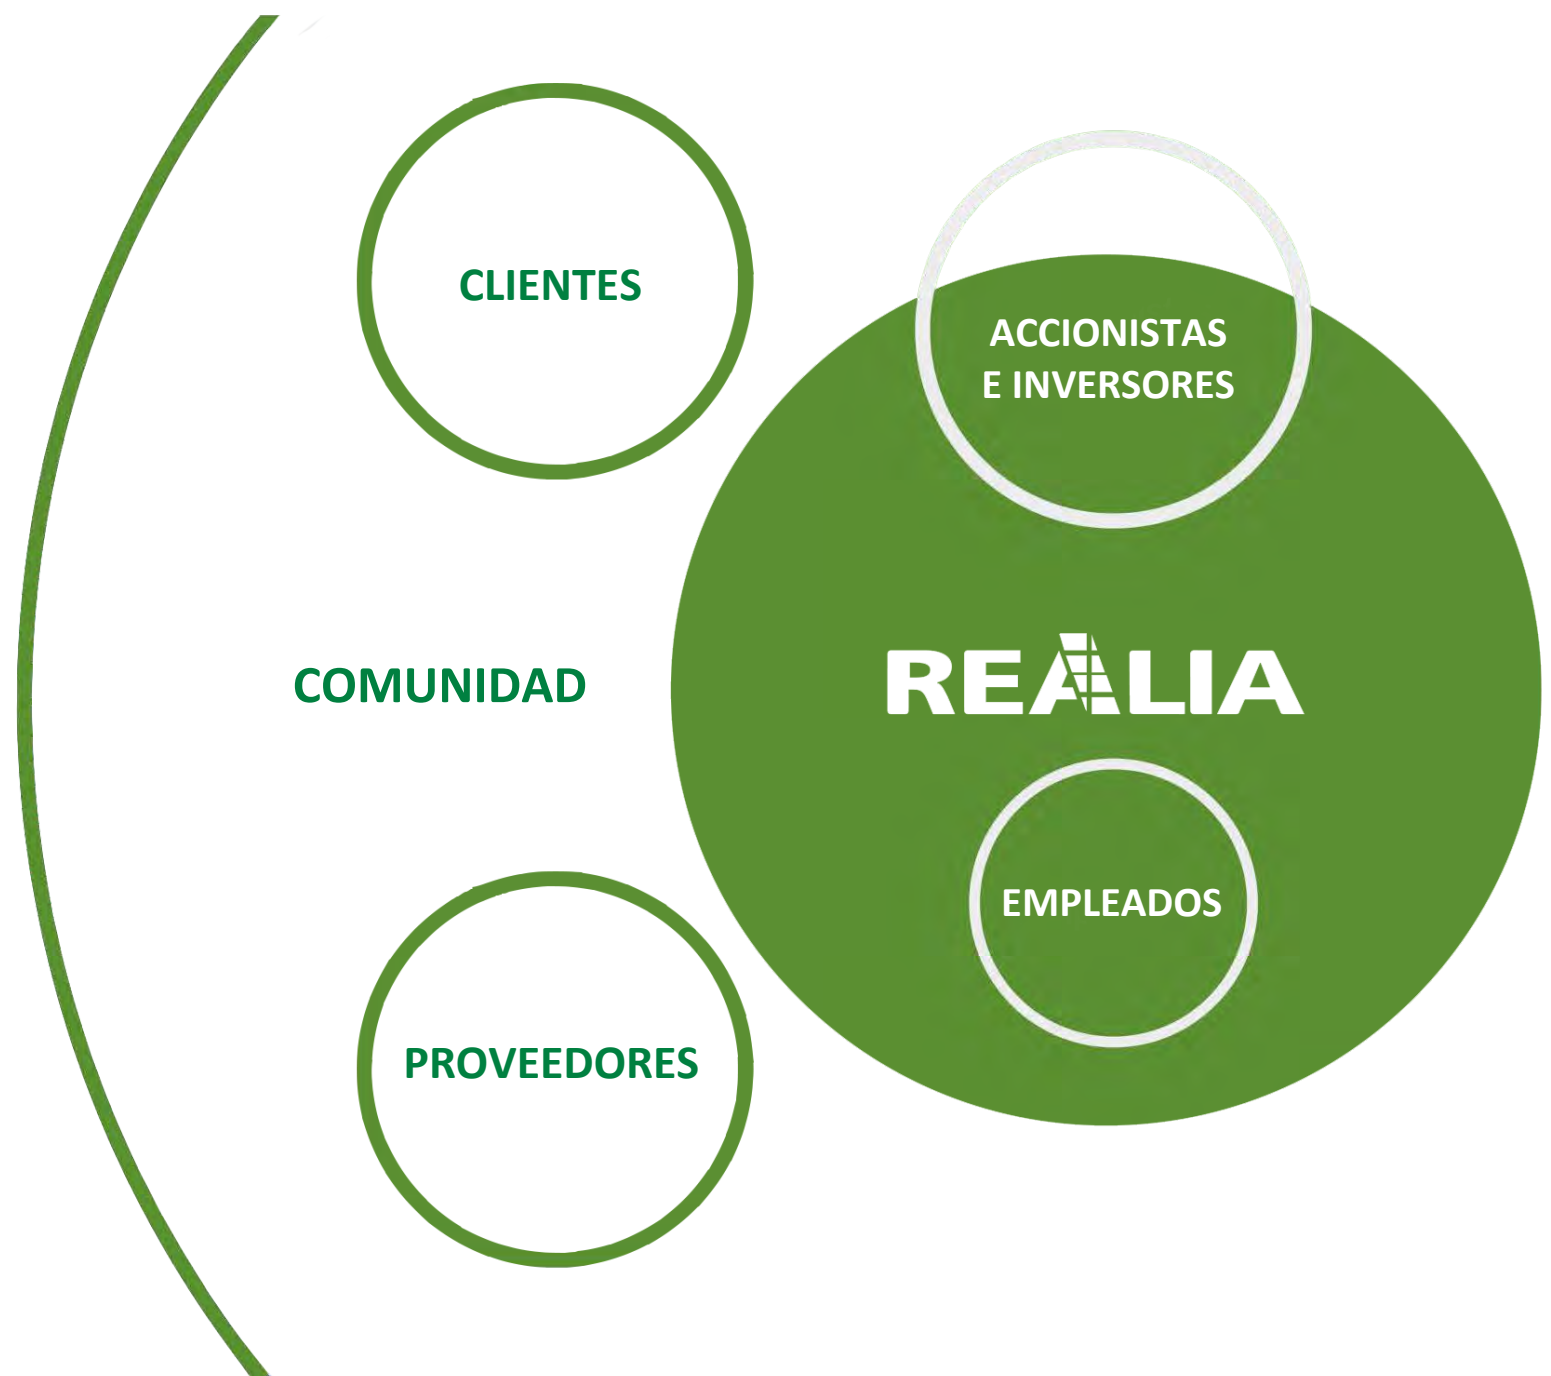 CLIENTES
ACCIONISTAS
E INVERSORES
COMUNIDAD
REALIA
EMPLEADOS
PROVEEDORES